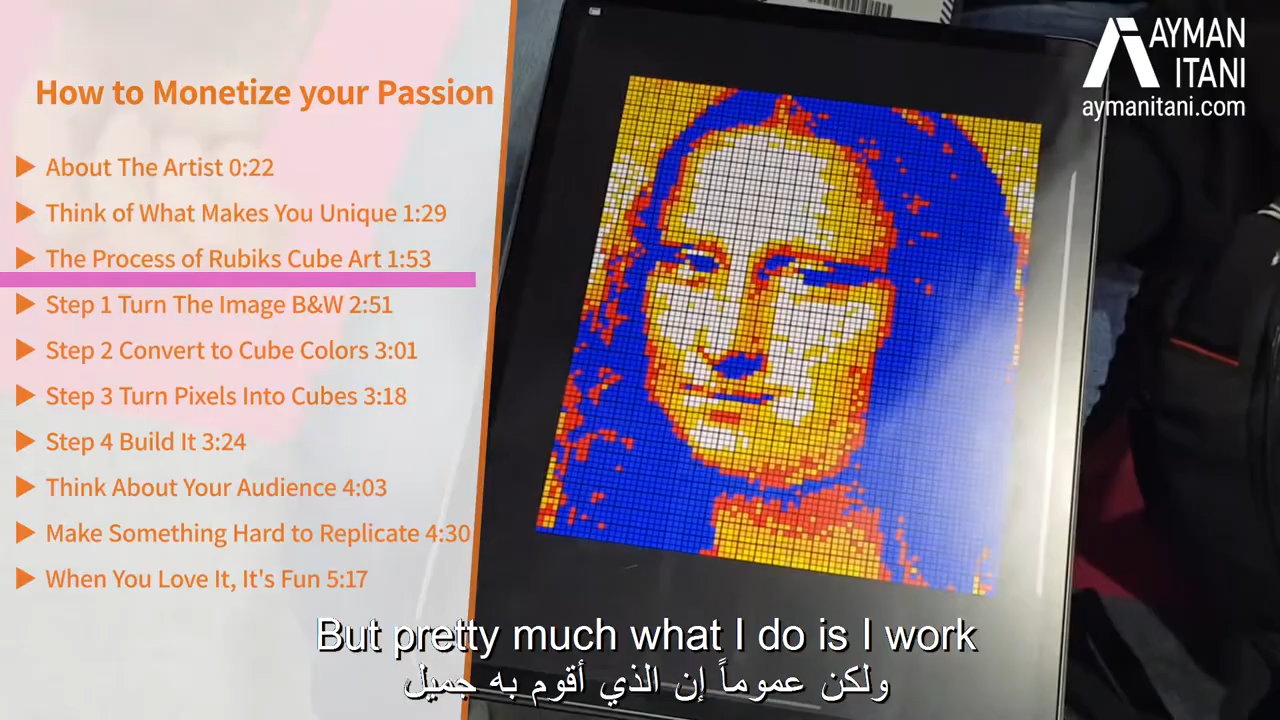 How to Monetize your Passion
About The Artist 0:22
Think of What Makes You Unique 1:29
The Process of Rubiks Cube Art 1:53
Step 1 Turn The Image B&W 2:51
Step 2 Convert to Cube Colors 3:01
Step 3 Turn Pixels Into Cubes 3:18
Step 4 Build It 3:24
Think About Your Audience 4:03
Make Something Hard to Replicate 4:30
When You Love It, It's Fun 5:17
AYMAN
ITANI
aymanitani.com
But pretty much what I do is I work
ولكن عموماً إن الذي أقوم به جميل